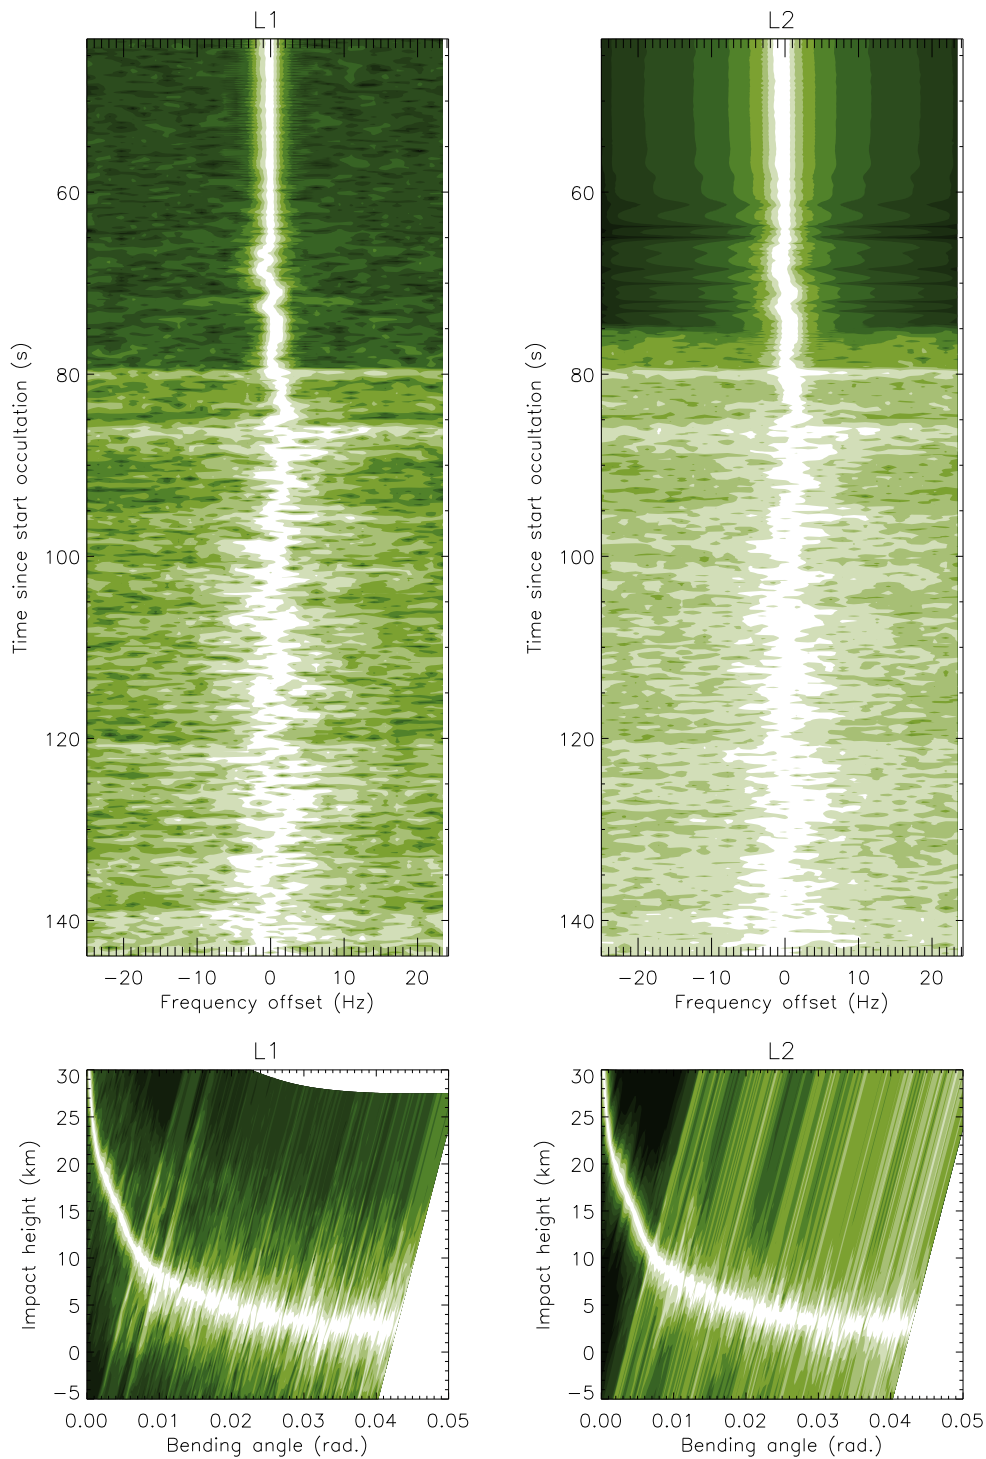 L1 L2
60 60
80 80
100 100
120 120
140 140
Time since start occultation (s) Time since start occultation (s)
−20 −10 0 10 20 −20 −10 0 10 20
Frequency offset (Hz) Frequency offset (Hz)
L1 L2
30 30
25 25
20 20
15 15
10 10
5 5
0 0
−5 −5
Impact height (km) Impact height (km)
0.00 0.01 0.02 0.03 0.04 0.05 0.00 0.01 0.02 0.03 0.04 0.05
Bending angle (rad.) Bending angle (rad.)